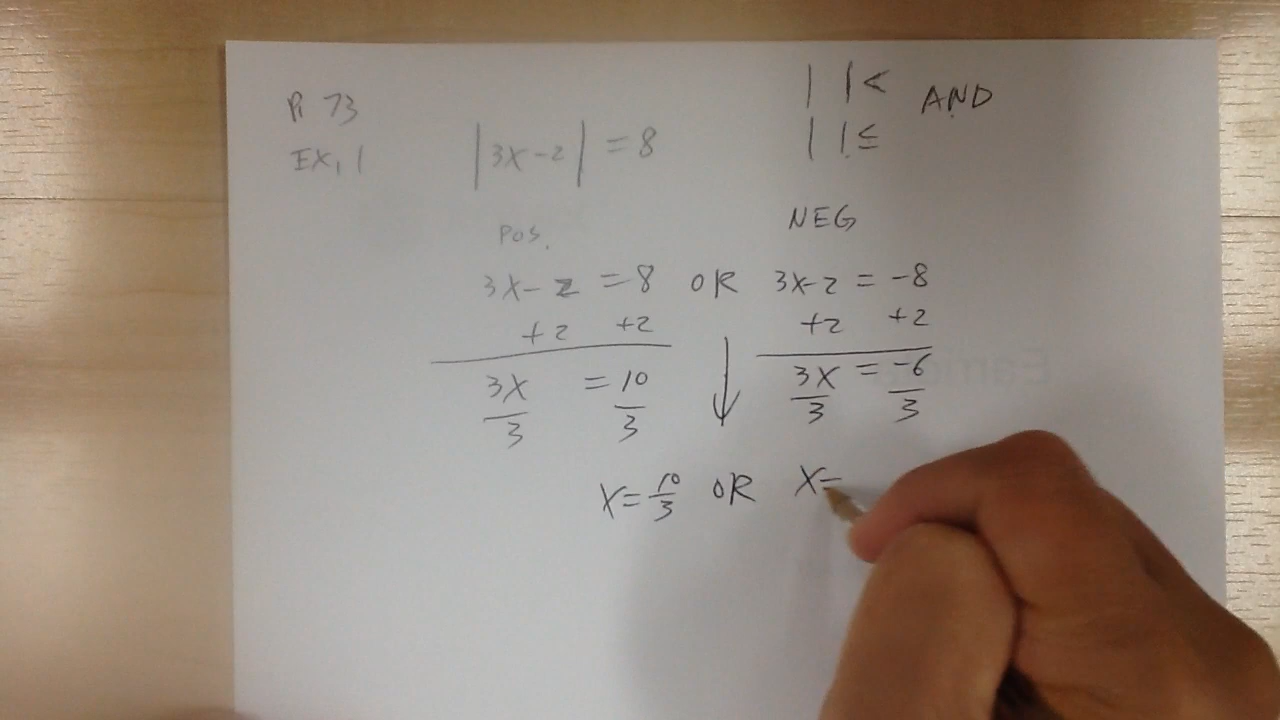 P. 73
EX. 1
|3X-2| = 8
| | < AND
| | ≤
POS.
NEG
3X-2 = 8 OR 3X-2 = -8
+2 +2 +2 +2
3X/3 = 10/3 3X/3 = -6/3
X = 10/3 OR X=